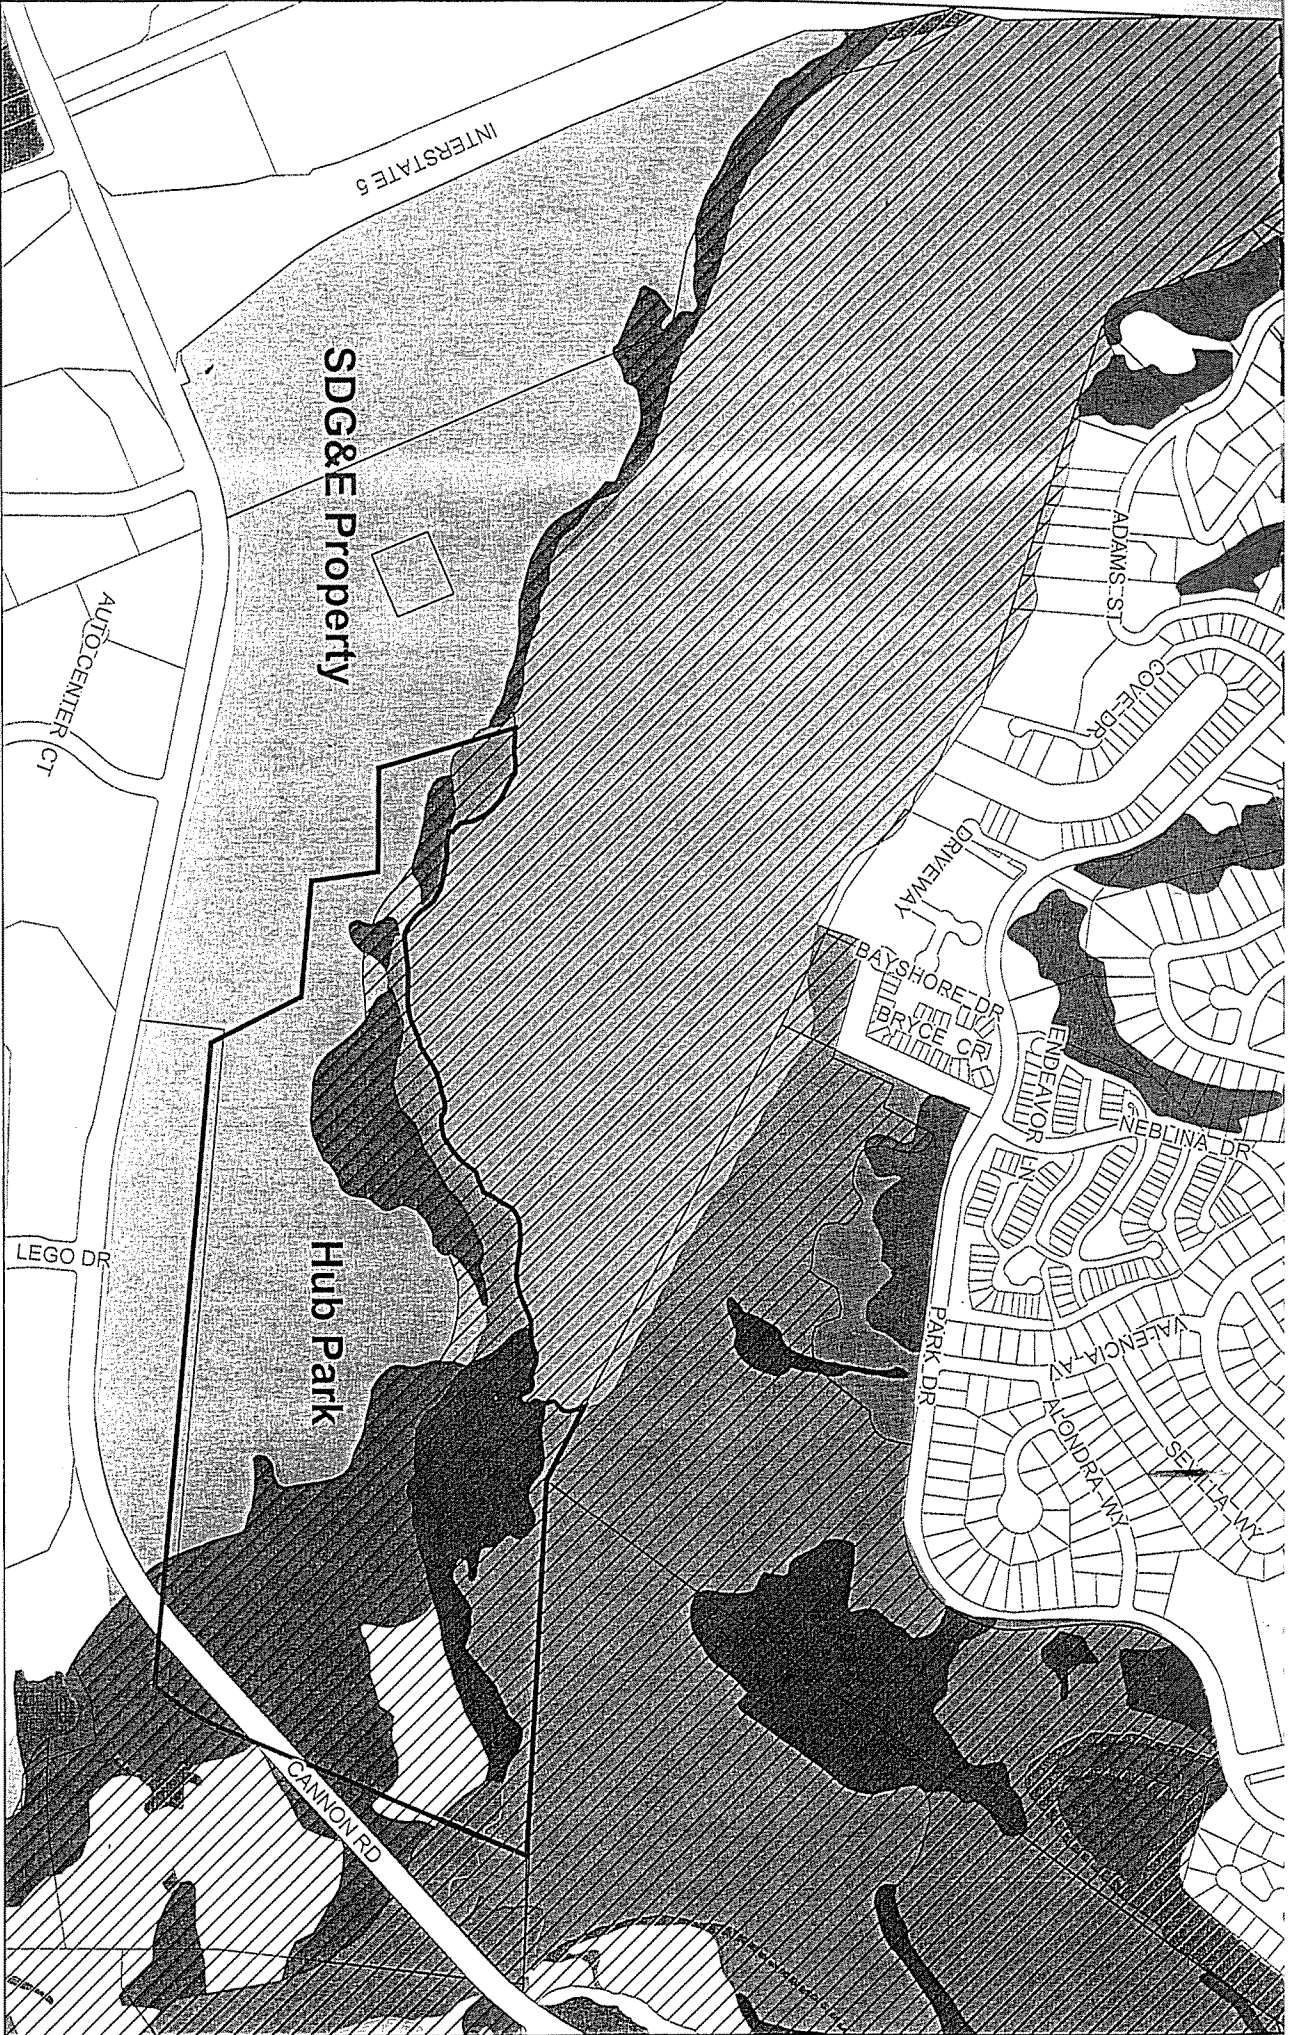 INTERSTATE 5
SDG&E Property
AUTO CENTER CT
ADAMS ST
COVE DR
DRIVEWAY
BAYSHORE DR
BRYCE CR
ENDEAVOR LN
NEBLINA DR
LEGO DR
Hub Park
PARK DR
VALENCIA AV
ALONDRA WY
WY
CANNON RD